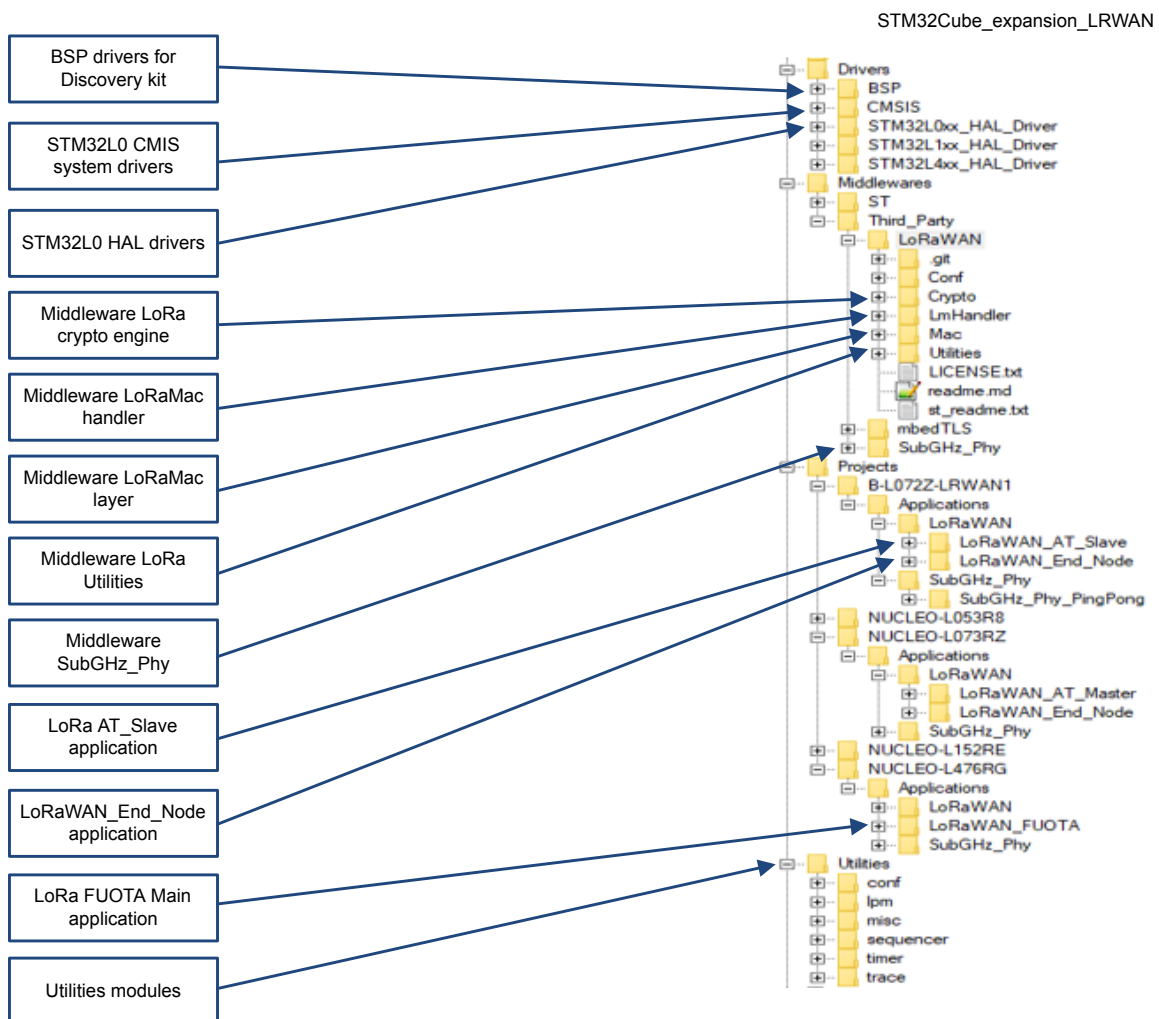 STM32Cube_expansion_LRWAN
BSP drivers for
Discovery kit
STM32L0 CMIS
system drivers
STM32L0 HAL drivers
Middleware LoRa
crypto engine
Middleware LoRaMac
handler
Middleware LoRaMac
layer
Middleware LoRa
Utilities
Middleware
SubGHz_Phy
LoRa AT_Slave
application
LoRaWAN_End_Node
application
LoRa FUOTA Main
application
Utilities modules
Drivers
BSP
CMSIS
STM32L0xx_HAL_Driver
STM32L1xx_HAL_Driver
STM32L4xx_HAL_Driver
Middlewares
ST
Third_Party
LoRaWAN
.git
Conf
Crypto
LmHandler
Mac
Utilities
LICENSE.txt
readme.md
st_readme.txt
mbedTLS
SubGHz_Phy
Projects
B-L072Z-LRWAN1
Applications
LoRaWAN
LoRaWAN_AT_Slave
LoRaWAN_End_Node
SubGHz_Phy
SubGHz_Phy_PingPong
NUCLEO-L053R8
NUCLEO-L073RZ
Applications
LoRaWAN
LoRaWAN_AT_Master
LoRaWAN_End_Node
SubGHz_Phy
NUCLEO-L152RE
NUCLEO-L476RG
Applications
LoRaWAN
LoRaWAN_FUOTA
SubGHz_Phy
Utilities
conf
lpm
misc
sequencer
timer
trace